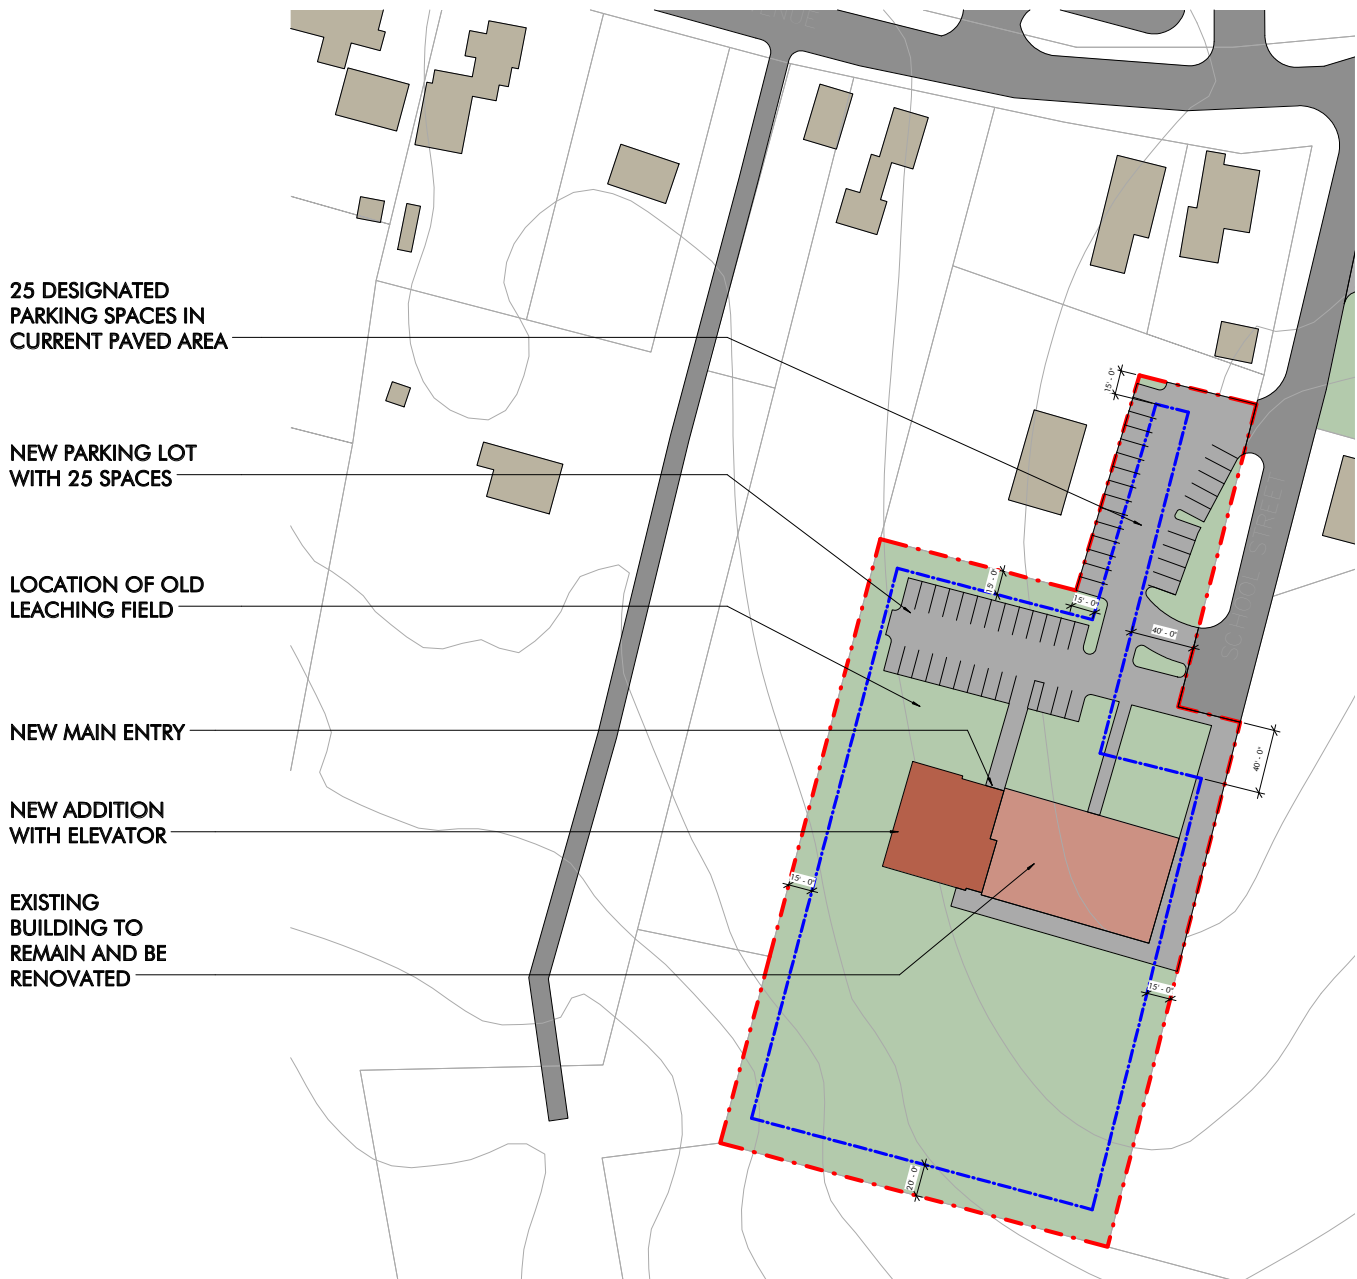 ENUE
25 DESIGNATED
PARKING SPACES IN
CURRENT PAVED AREA
15' - 0"
NEW PARKING LOT
WITH 25 SPACES
SCHOOL STREET
LOCATION OF OLD
LEACHING FIELD
15' - 0"
15' - 0"
40' - 0"
NEW MAIN ENTRY
40' - 0"
NEW ADDITION
WITH ELEVATOR
15' - 0"
EXISTING
BUILDING TO
REMAIN AND BE
RENOVATED
15' - 0"
20' - 0"